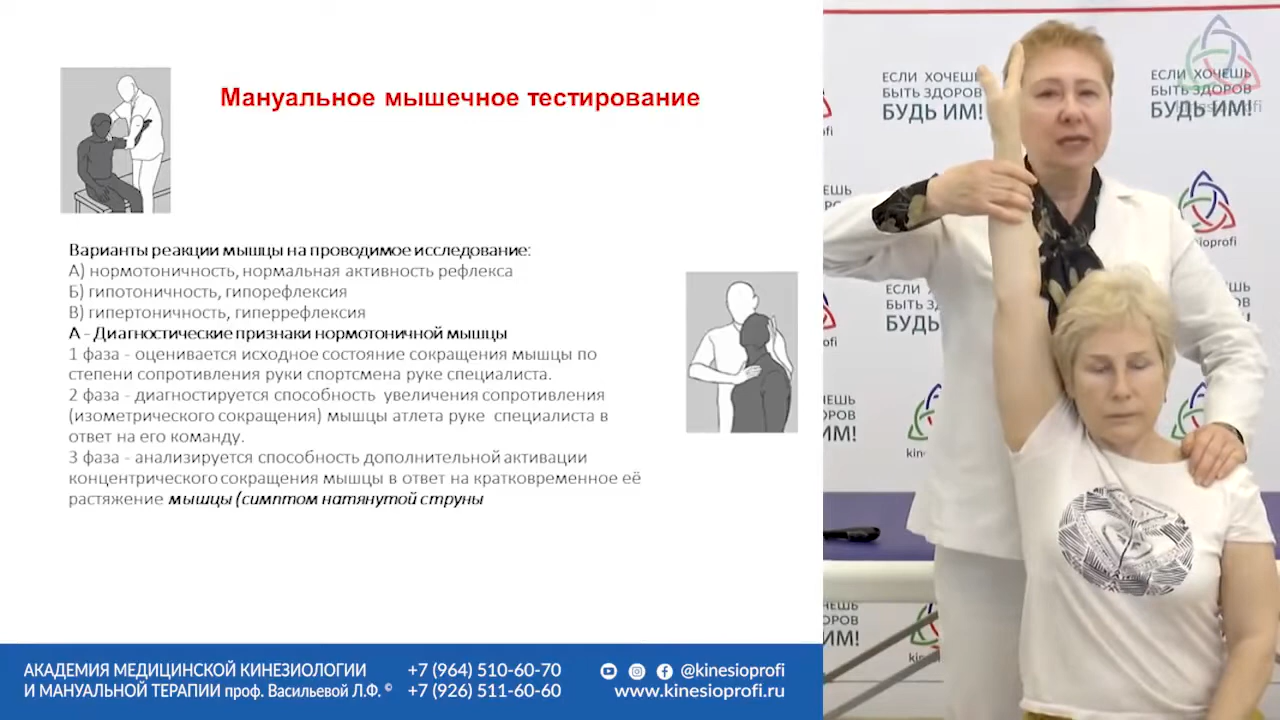 Мануальное мышечное тестирование
Варианты реакции мышцы на проводимое исследование:
А) нормотоничность, нормальная активность рефлекса
Б) гипотоничность, гипорефлексия
В) гипертоничность, гиперрефлексия
А - Диагностические признаки нормотоничной мышцы
1 фаза - оценивается исходное состояние сокращения мышцы по
степени сопротивления руки спортсмена руке специалиста.
2 фаза - диагностируется способность увеличения сопротивления
(изометрического сокращения) мышцы атлета руке специалиста в
ответ на его команду.
3 фаза - анализируется способность дополнительной активации
концентрического сокращения мышцы в ответ на кратковременное её
растяжение мышцы (симптом натянутой струны
АКАДЕМИЯ МЕДИЦИНСКОЙ КИНЕЗИОЛОГИИ
И МАНУАЛЬНОЙ ТЕРАПИИ проф. Васильевой Л.Ф. ©
+7 (964) 510-60-70
+7 (926) 511-60-60
@kinesioprofi
www.kinesioprofi.ru
ЕСЛИ ХОЧЕШЬ
БЫТЬ ЗДОРОВ
БУДЬ ИМ!
ЕСЛИ ХОЧЕШЬ
БЫТЬ ЗДОРОВ
БУДЬ ИМ!